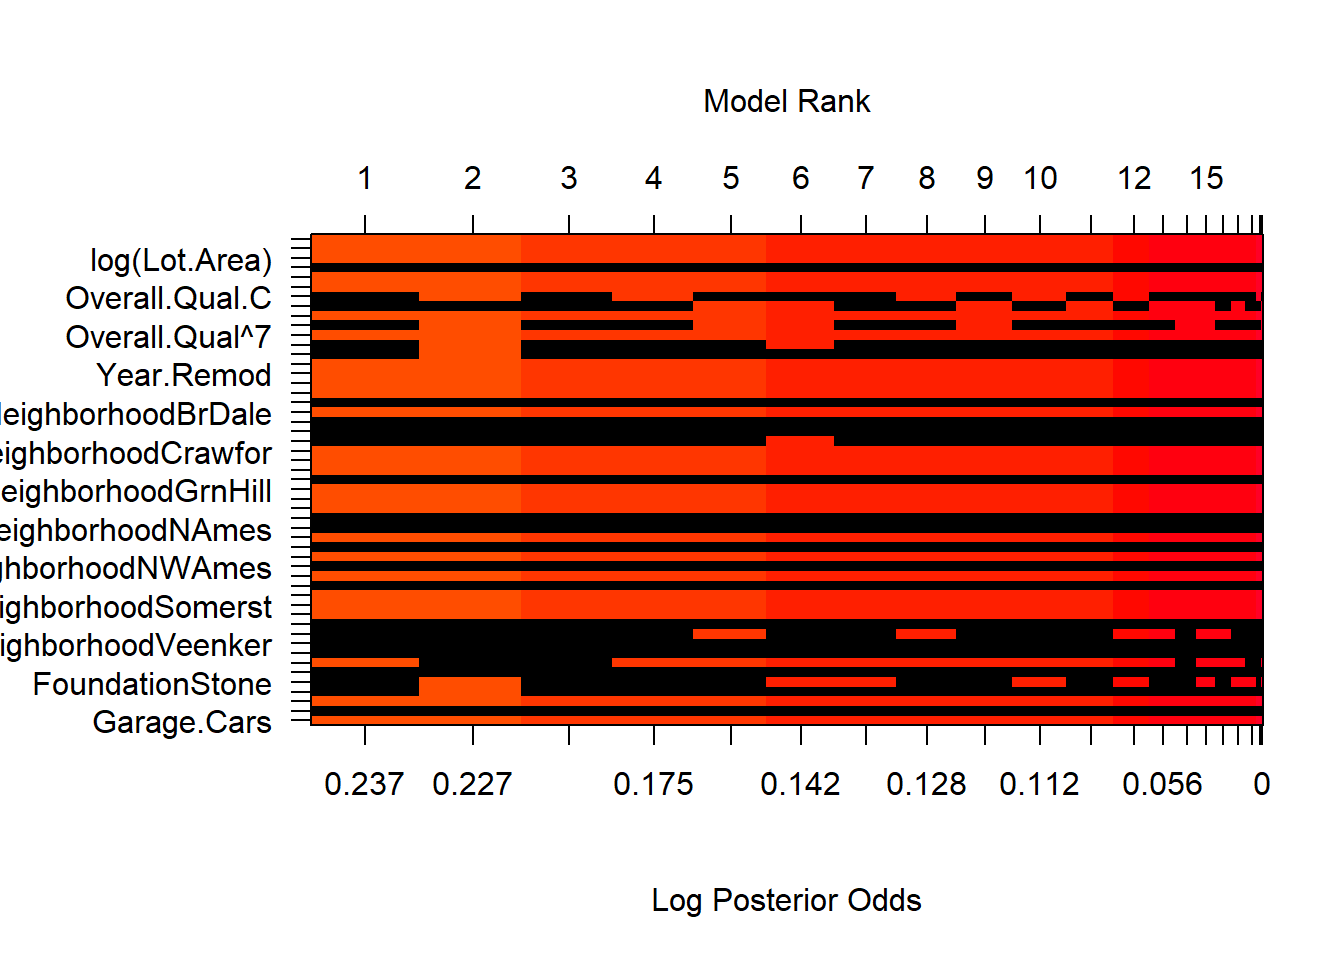 Model Rank
1 2 3 4 5 6 7 8 9 10 12 15
log(Lot.Area)
Overall.Qual.C
Overall.Qual^7
Year.Remod
leighborhoodBrDale
eighborhoodCrawfor
eighborhoodGrnHill
eighborhoodNAmes
ghborhoodNWAmes
ighborhoodSomerst
ighborhoodVeenker
FoundationStone
Garage.Cars
0.237 0.227 0.175 0.142 0.128 0.112 0.056 0
Log Posterior Odds